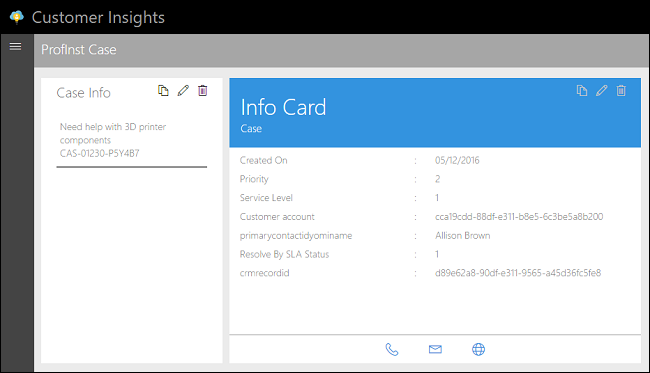 Customer Insights
ProfInst Case
Case Info
Need help with 3D printer
components
CAS-01230-P5Y4B7
Info Card
Case
Created On : 05/12/2016
Priority : 2
Service Level : 1
Customer account : cca19cdd-88df-e311-b8e5-6c3be5a8b200
primarycontactidyominame : Allison Brown
Resolve By SLA Status : 1
crmrecordid : d89e62a8-90df-e311-9565-a45d36fc5fe8